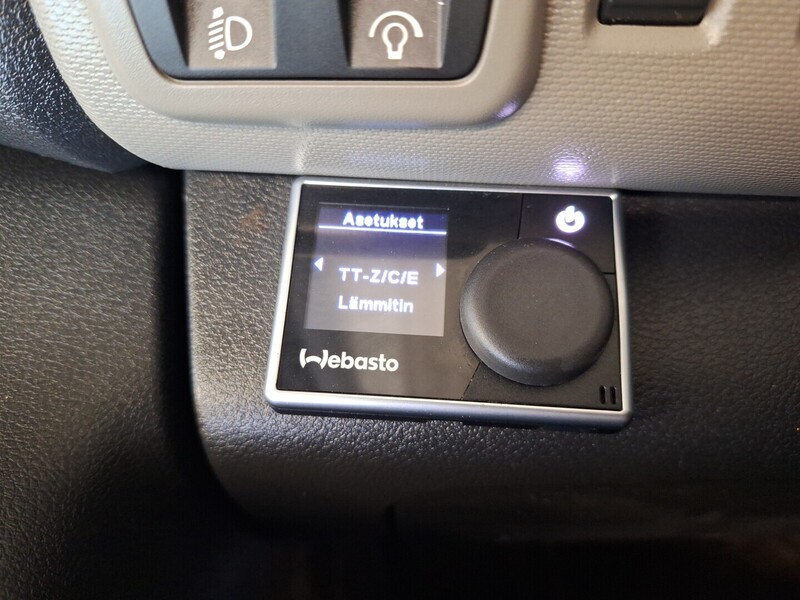 Asetukset
TT-Z/C/E
Lämmitin
Webasto